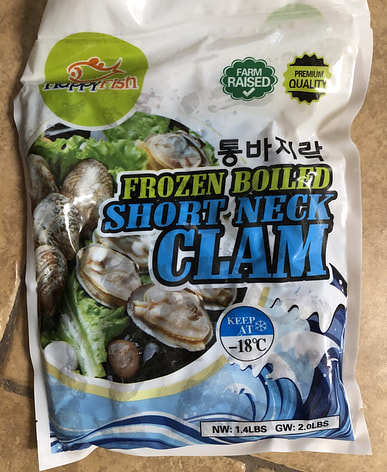 HappyFish
FARM
RAISED
PREMIUM
QUALITY
통바지락
FROZEN BOILED
SHORT NECK
CLAM
KEEP
AT
-18℃
NW: 1.4LBS GW: 2.0LBS